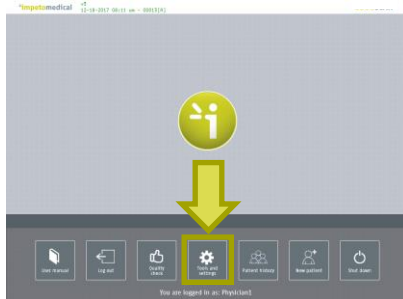 *impetomedical
User manual
Log out
Quality check
Tools and settings
Patient history
New patient
Shut down
You are logged in as: Physician1